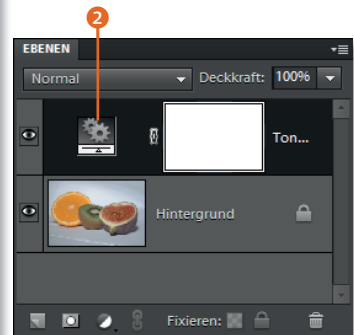 2
EBENEN
Normal Deckkraft: 100%
Ton...
Hintergrund
Fixieren: